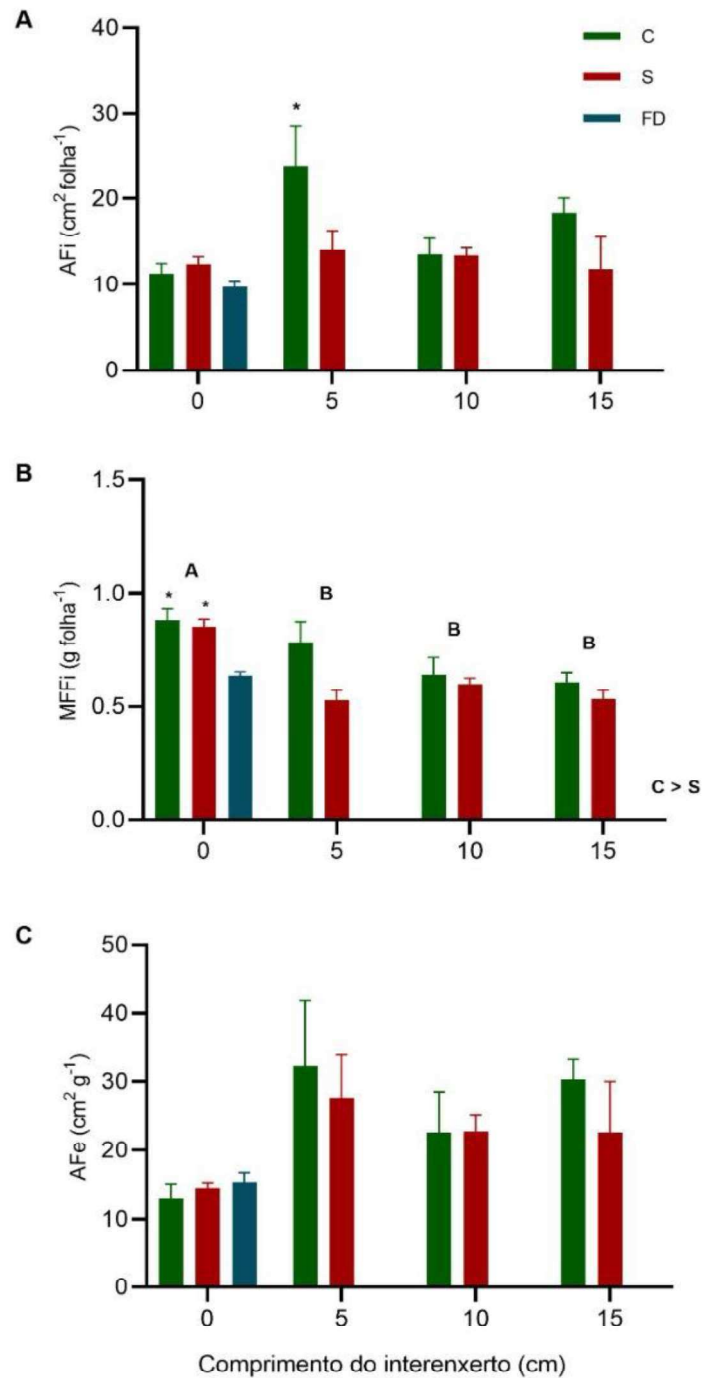 A
40
30
20
10
0
AFi (cm² folha⁻¹)
*
C
S
FD
0 5 10 15
B
1.5
1.0
0.5
0.0
MFFi (g folha⁻¹)
A
* *
B
B
B
C > S
0 5 10 15
C
50
40
30
20
10
0
AFe (cm² g⁻¹)
0 5 10 15
Comprimento do interenxerto (cm)